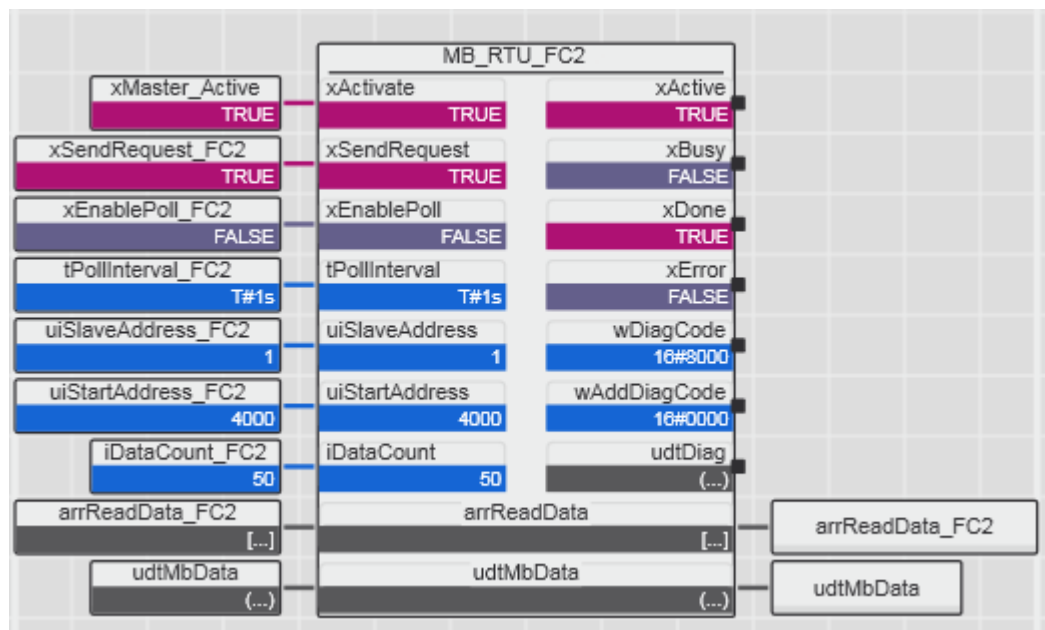 MB_RTU_FC2
xMaster_Active xActivate xActive
TRUE TRUE TRUE
xSendRequest_FC2 xSendRequest xBusy
TRUE TRUE FALSE
xEnablePoll_FC2 xEnablePoll xDone
FALSE FALSE TRUE
tPollInterval_FC2 tPollInterval xError
T#1s T#1s FALSE
uiSlaveAddress_FC2 uiSlaveAddress wDiagCode
1 1 16#8000
uiStartAddress_FC2 uiStartAddress wAddDiagCode
4000 4000 16#0000
iDataCount_FC2 iDataCount udtDiag
50 50 (...)
arrReadData_FC2 arrReadData arrReadData_FC2
[...] [...]
udtMbData udtMbData udtMbData
(...) (...)